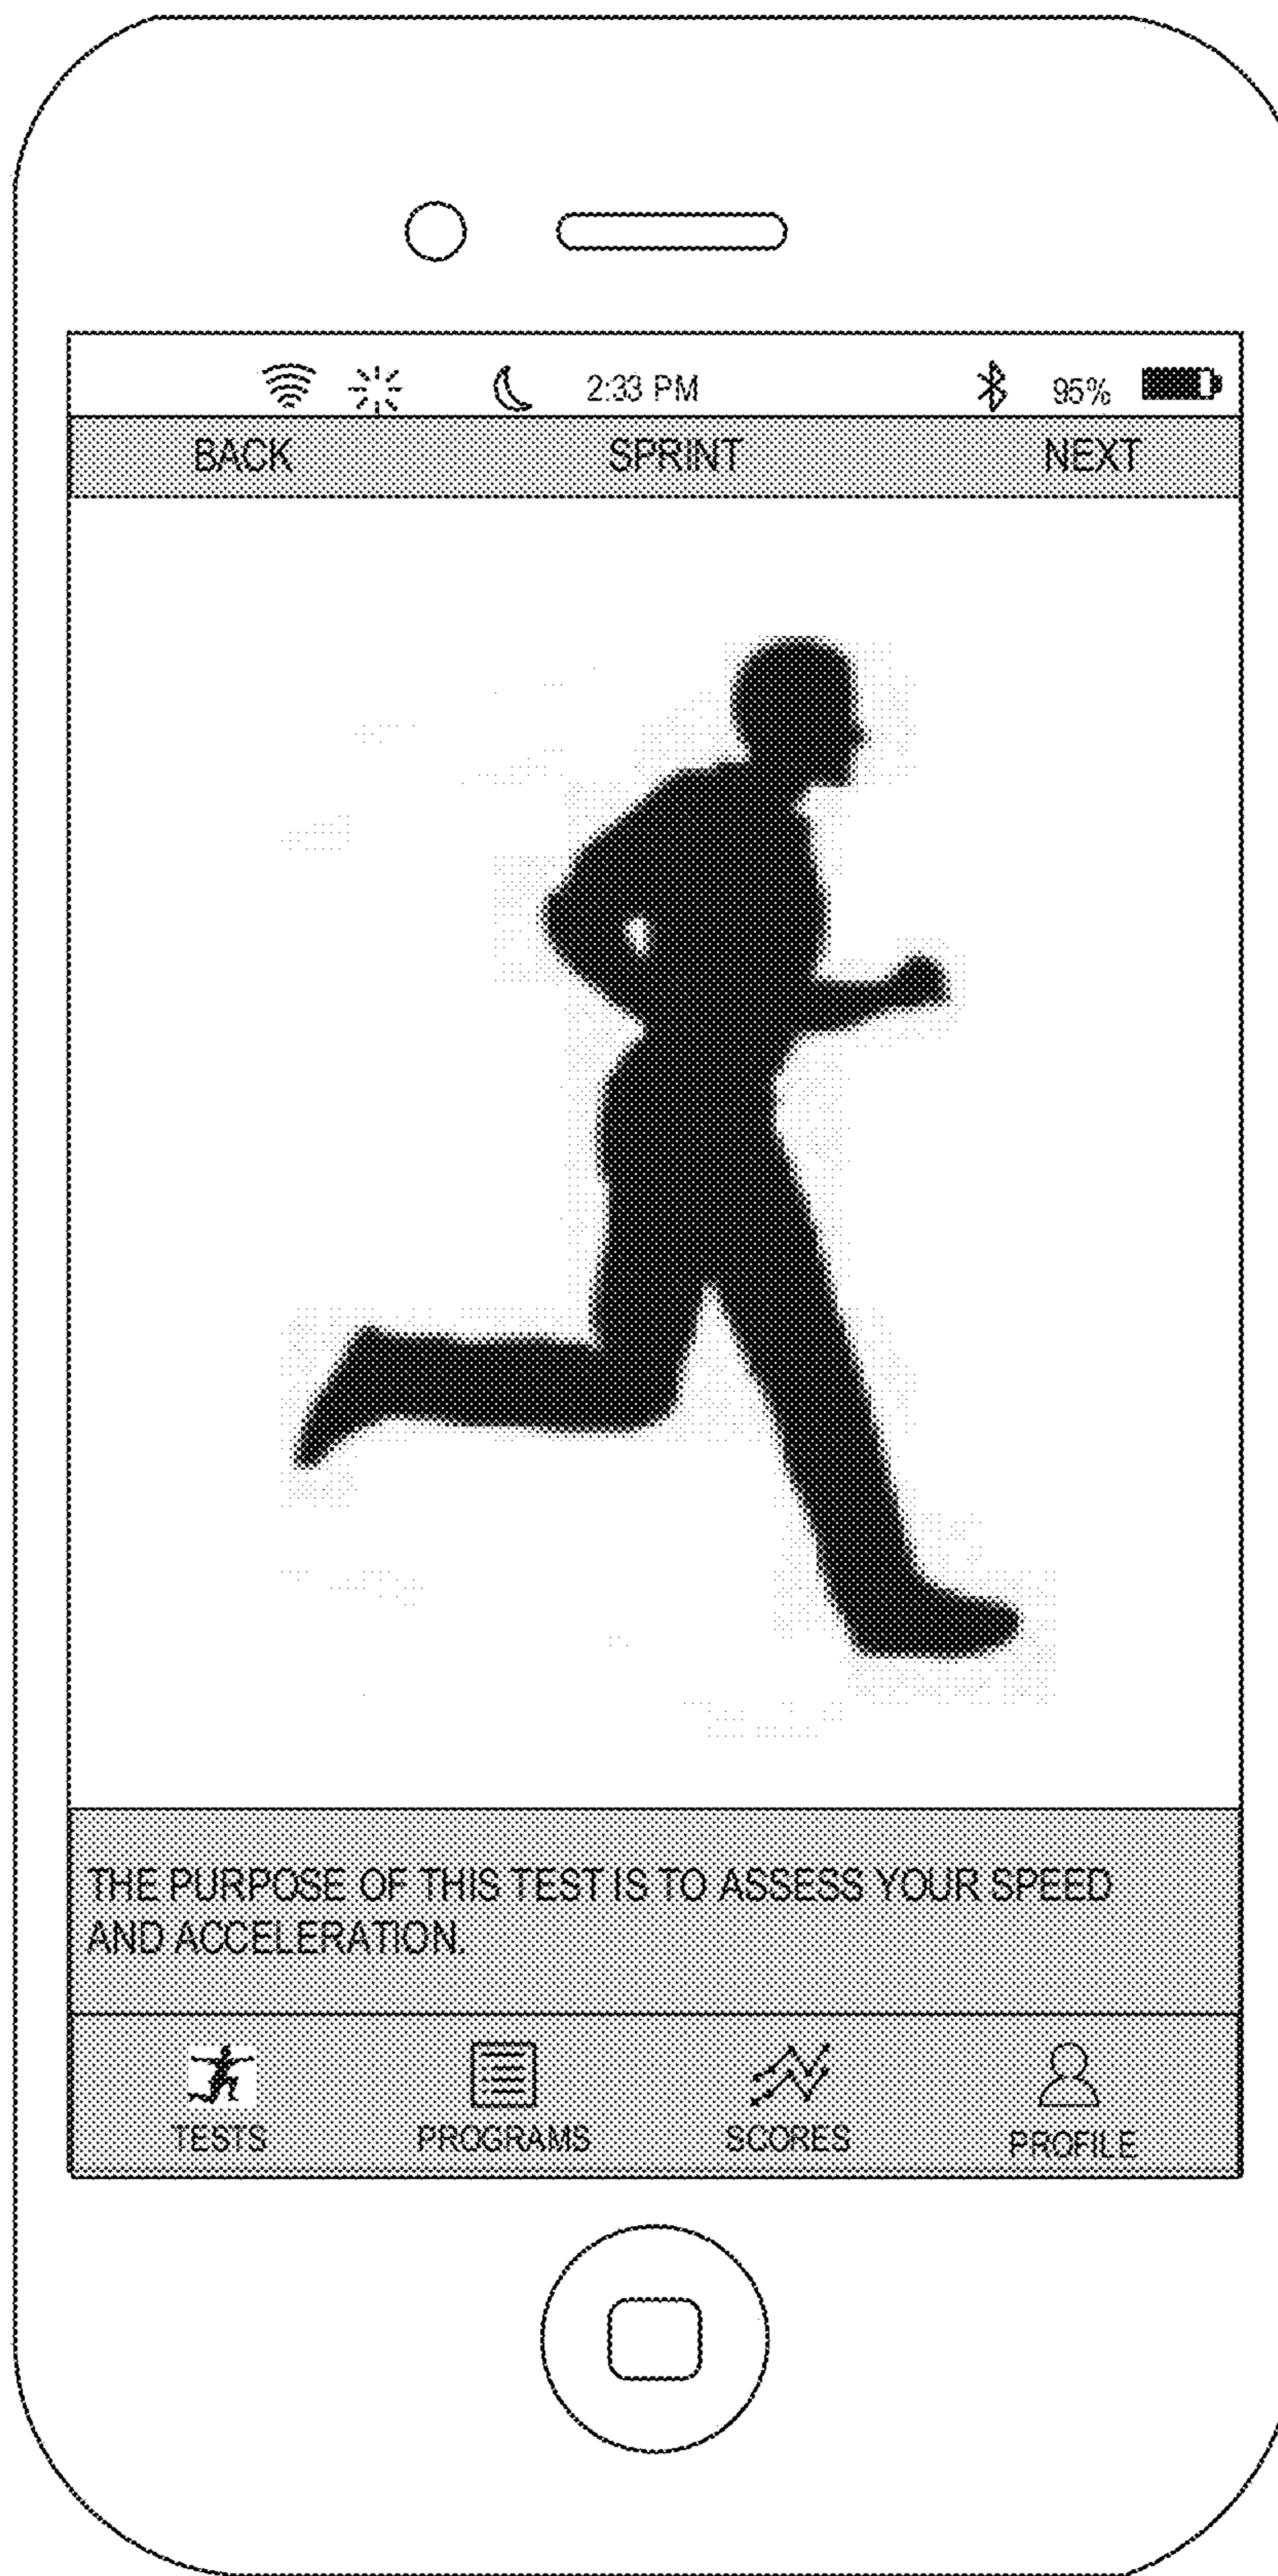 2:33 PM 95%
BACK SPRINT NEXT
THE PURPOSE OF THIS TEST IS TO ASSESS YOUR SPEED
AND ACCELERATION.
TESTS PROGRAMS SCORES PROFILE